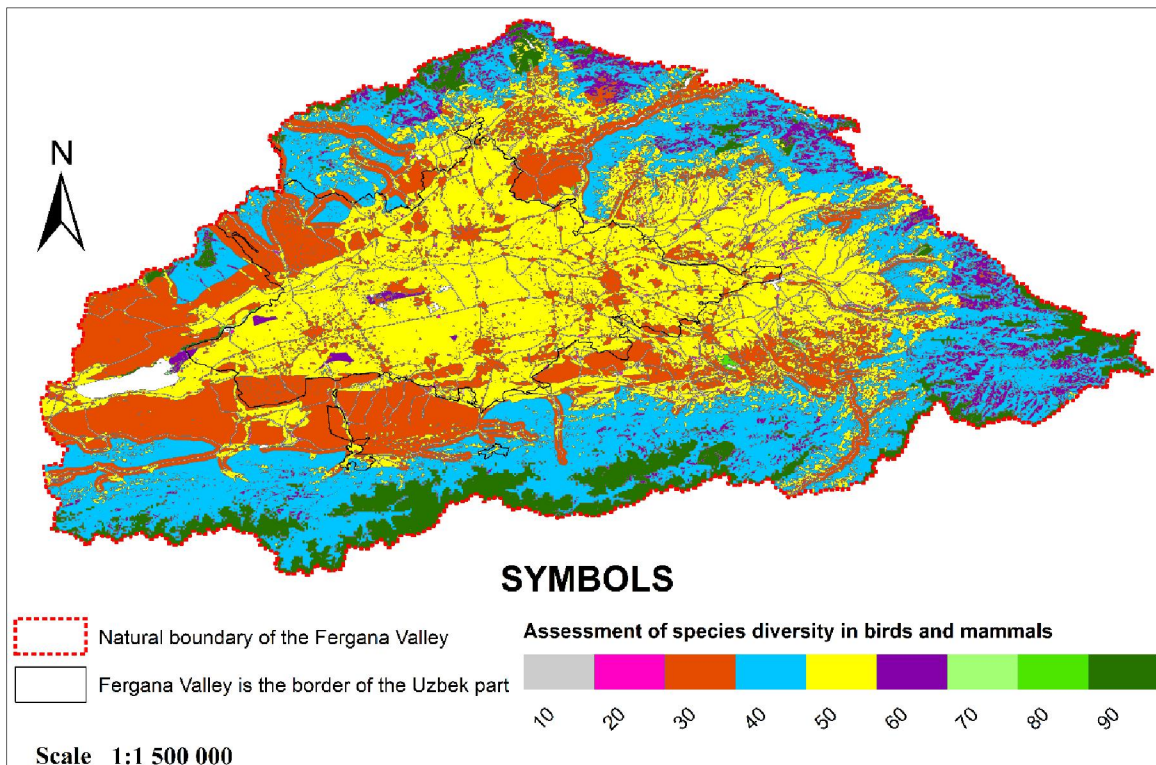 N
SYMBOLS
Natural boundary of the Fergana Valley
Fergana Valley is the border of the Uzbek part
Scale 1:1 500 000
Assessment of species diversity in birds and mammals
10 20 30 40 50 60 70 80 90